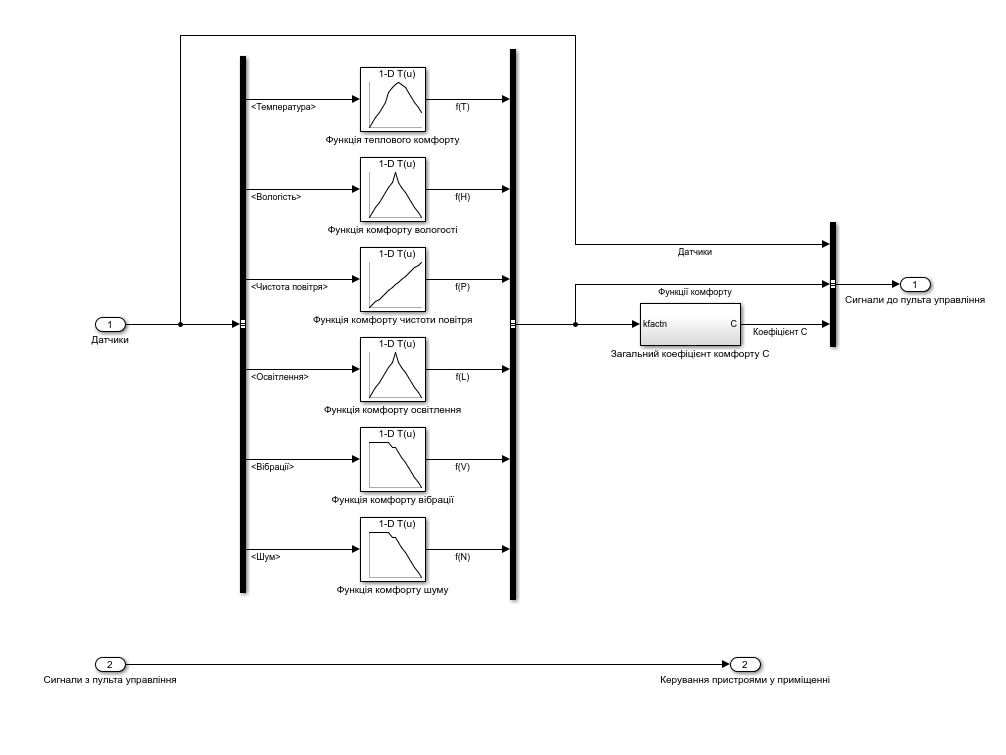 1-D T(u)
<Температура>
f(T)
Функція теплового комфорту
1-D T(u)
<Вологість>
f(H)
Функція комфорту вологості
1-D T(u)
<Чистота повітря>
f(P)
Функція комфорту чистоти повітря
1
Датчики
1-D T(u)
<Освітлення>
f(L)
Функція комфорту освітлення
1-D T(u)
<Вібрації>
f(V)
Функція комфорту вібрації
1-D T(u)
<Шум>
f(N)
Функція комфорту шуму
Датчики
Функції комфорту
kfactn
C
Загальний коефіцієнт комфорту С
Коефіцієнт С
1
Сигнали до пульта управління
2
Сигнали з пульта управління
2
Керування пристроями у приміщенні